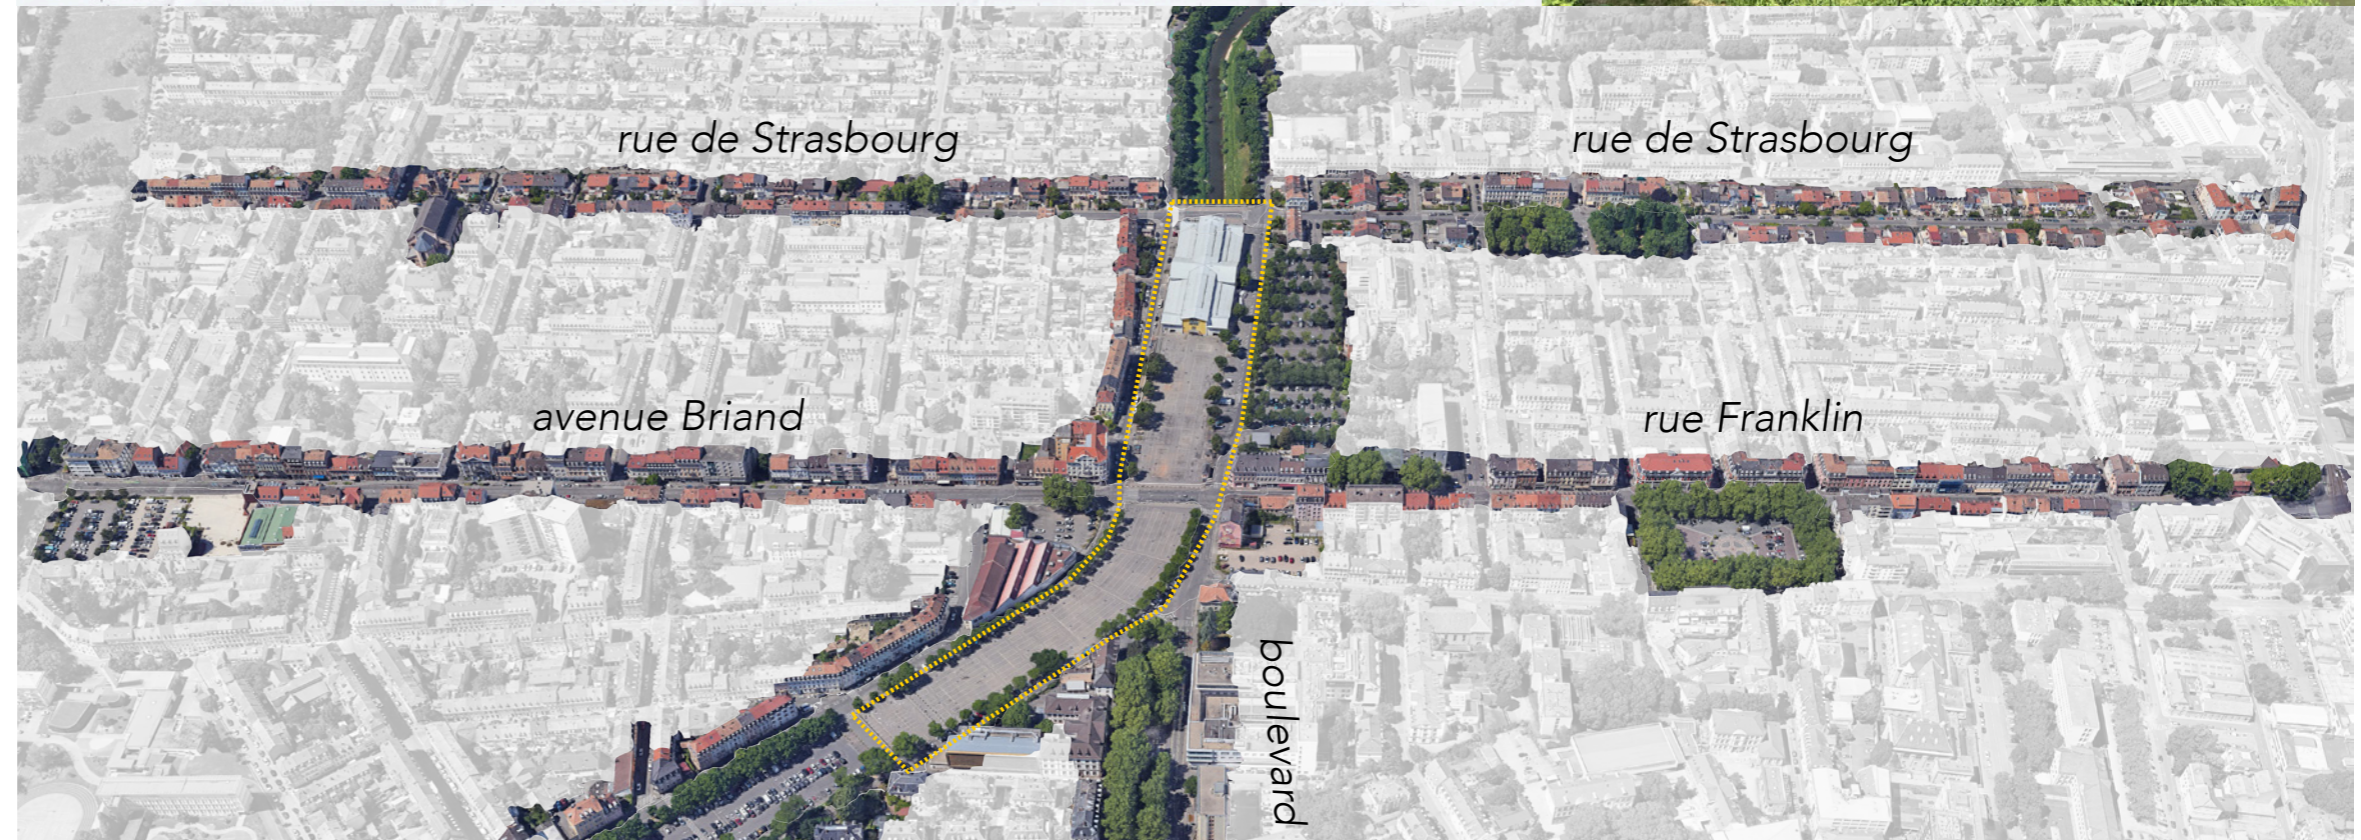 rue de Strasbourg
rue de Strasbourg
avenue Briand
rue Franklin
boulevard